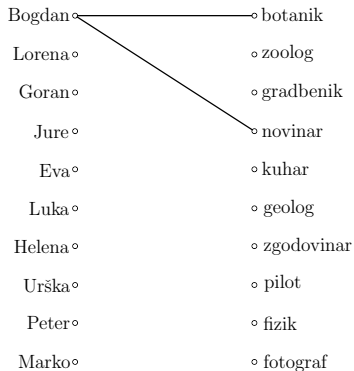 Bogdan botanik
Lorena zoolog
Goran gradbenik
Jure novinar
Eva kuhar
Luka geolog
Helena zgodovinar
Urška pilot
Peter fizik
Marko fotograf